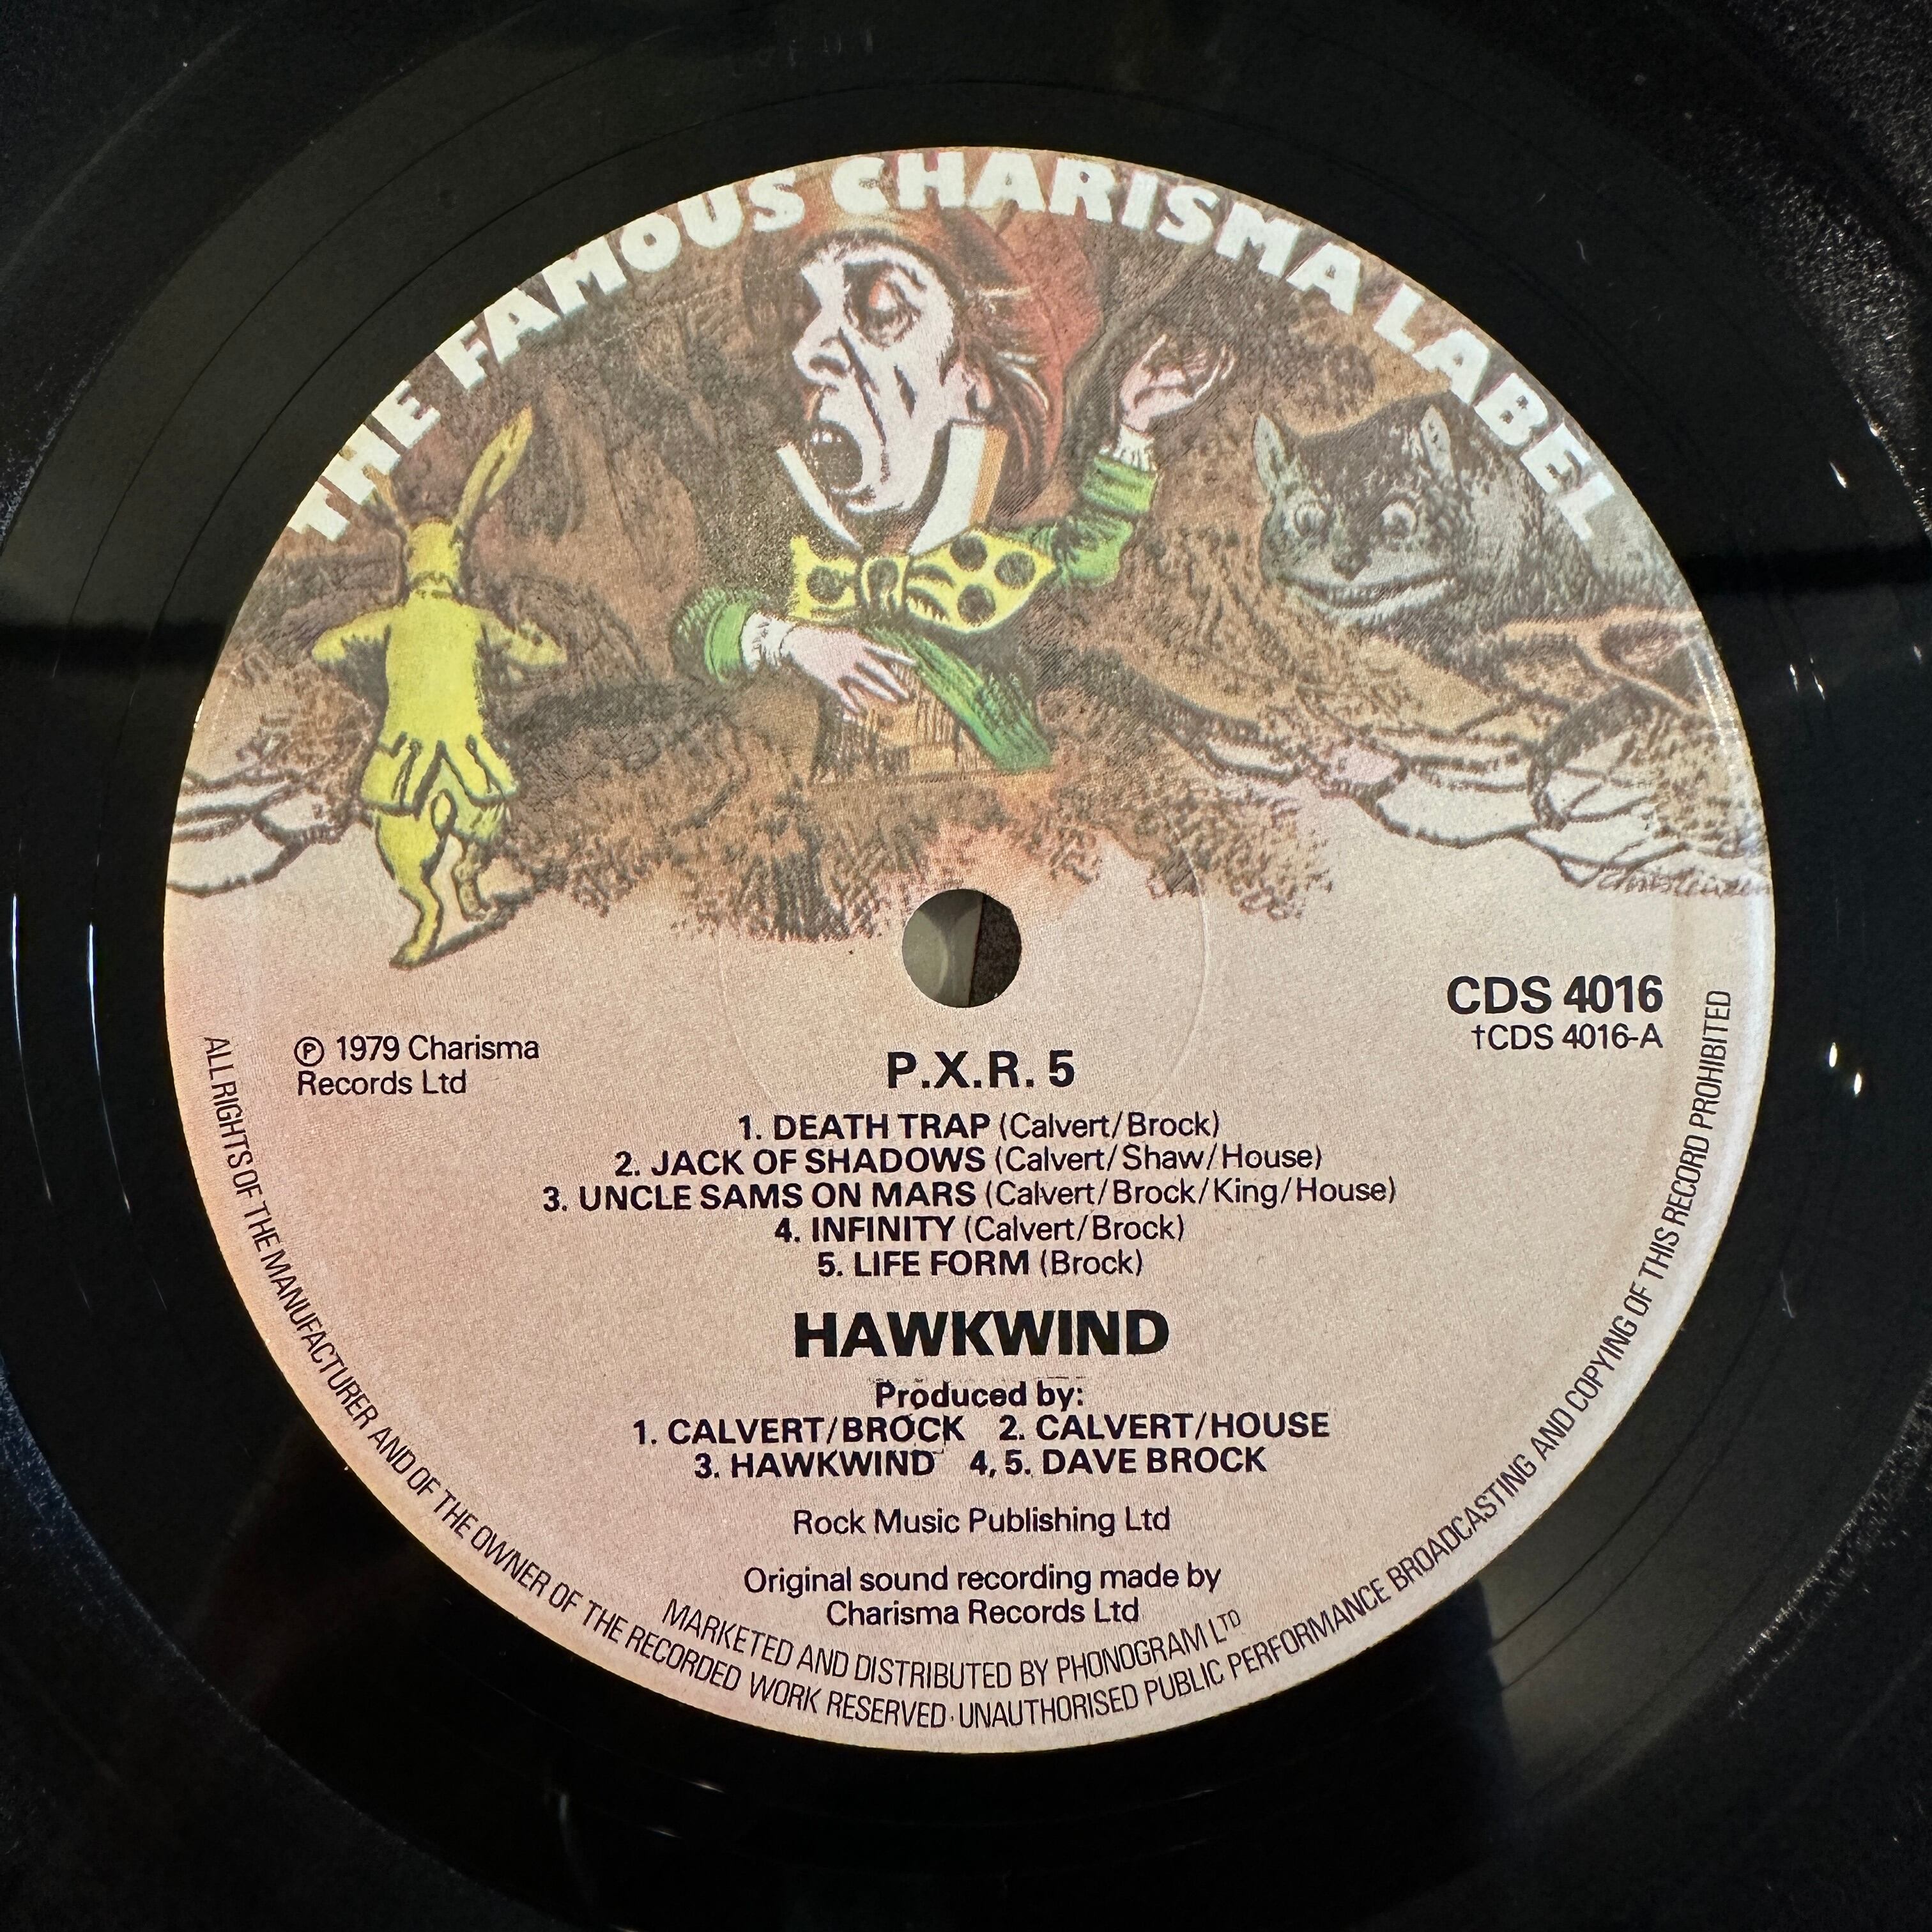 THE FAMOUS CHARISMA LABEL
CDS 4016
†CDS 4016-A
Ⓟ 1979 Charisma
Records Ltd
P.X.R. 5
1. DEATH TRAP (Calvert/Brock)
2. JACK OF SHADOWS (Calvert/Shaw/House)
3. UNCLE SAMS ON MARS (Calvert/Brock/King/House)
4. INFINITY (Calvert/Brock)
5. LIFE FORM (Brock)
HAWKWIND
Produced by:
1. CALVERT/BROCK 2. CALVERT/HOUSE
3. HAWKWIND 4, 5. DAVE BROCK
Rock Music Publishing Ltd
Original sound recording made by
Charisma Records Ltd
MARKETED AND DISTRIBUTED BY PHONOGRAM LTD
ALL RIGHTS OF THE MANUFACTURER AND OF THE OWNER OF THE RECORDED WORK RESERVED · UNAUTHORISED PUBLIC PERFORMANCE BROADCASTING AND COPYING OF THIS RECORD PROHIBITED